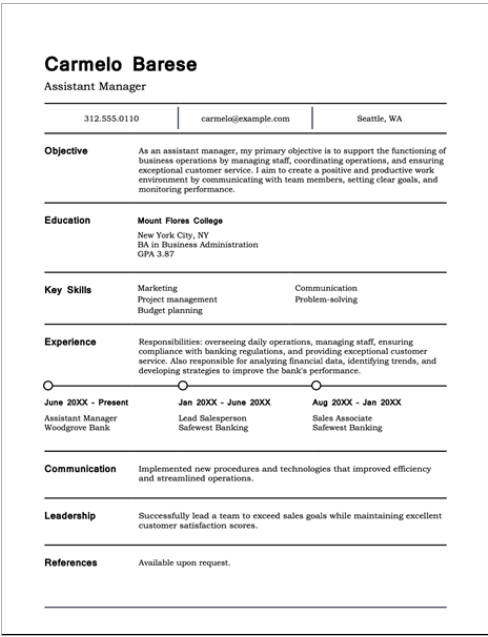 Carmelo Barese
Assistant Manager
312.555.0110
carmelo@example.com
Seattle, WA
Objective
As an assistant manager, my primary objective is to support the functioning of
business operations by managing staff, coordinating operations, and ensuring
exceptional customer service. I aim to create a positive and productive work
environment by communicating with team members, setting clear goals, and
monitoring performance.
Education
Mount Flores College
New York City, NY
BA in Business Administration
GPA 3.87
Key Skills
Marketing
Project management
Budget planning
Communication
Problem-solving
Experience
Responsibilities: overseeing daily operations, managing staff, ensuring
compliance with banking regulations, and providing exceptional customer
service. Also responsible for analyzing financial data, identifying trends, and
developing strategies to improve the bank's performance.
June 20XX - Present
Assistant Manager
Woodgrove Bank
Jan 20XX - June 20XX
Lead Salesperson
Safewest Banking
Aug 20XX - Jan 20XX
Sales Associate
Safewest Banking
Communication
Implemented new procedures and technologies that improved efficiency
and streamlined operations.
Leadership
Successfully lead a team to exceed sales goals while maintaining excellent
customer satisfaction scores.
References
Available upon request.